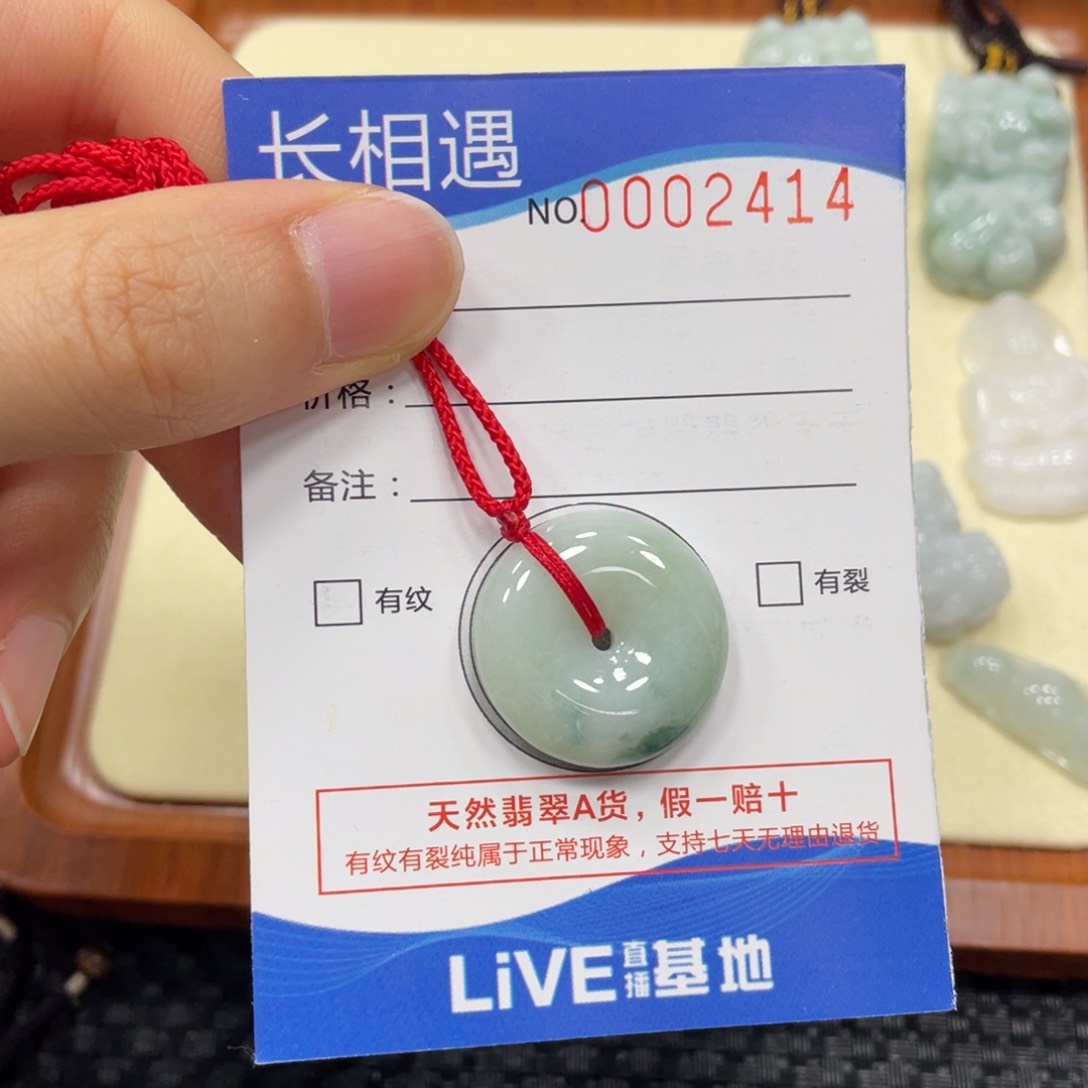 长相遇
NO.0002414
价格：
备注：
有纹
有裂
天然翡翠A货，假一赔十
有纹有裂纯属于正常现象，支持七天无理由退货
LiVE直播基地